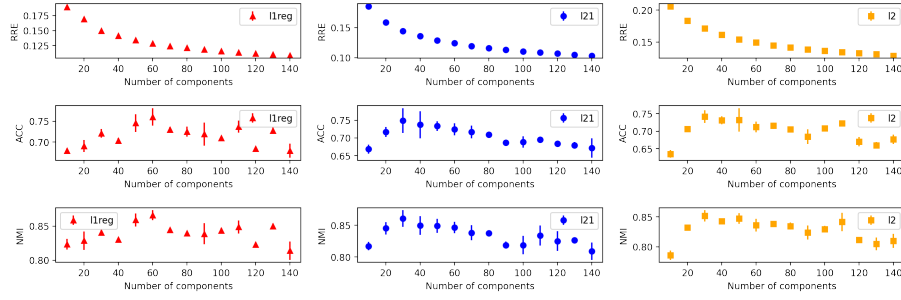 0.175
0.150
0.125
RRE
l1reg
20 40 60 80 100 120 140
Number of components
0.15
0.10
RRE
l21
20 40 60 80 100 120 140
Number of components
0.20
0.15
RRE
l2
20 40 60 80 100 120 140
Number of components
0.75
0.70
ACC
l1reg
20 40 60 80 100 120 140
Number of components
0.75
0.70
0.65
ACC
l21
20 40 60 80 100 120 140
Number of components
0.75
0.70
0.65
ACC
l2
20 40 60 80 100 120 140
Number of components
0.85
0.80
NMI
l1reg
20 40 60 80 100 120 140
Number of components
0.85
0.80
NMI
l21
20 40 60 80 100 120 140
Number of components
0.85
0.80
NMI
l2
20 40 60 80 100 120 140
Number of components